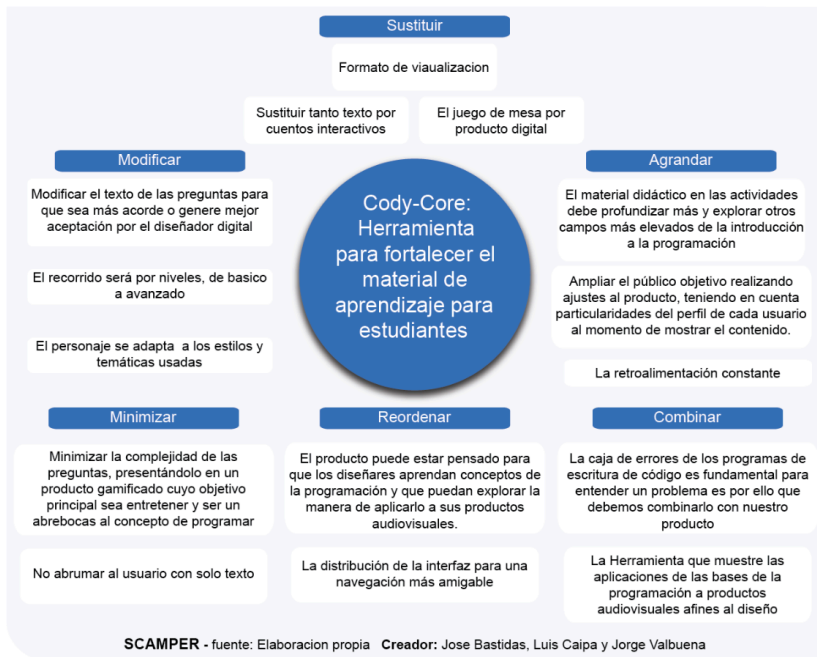 Sustituir
Formato de viaualizacion
Sustituir tanto texto por
cuentos interactivos
El juego de mesa por
producto digital
Modificar
Modificar el texto de las preguntas para
que sea más acorde o genere mejor
aceptación por el diseñador digital
El recorrido será por niveles, de basico
a avanzado
El personaje se adapta a los estilos y
temáticas usadas
Cody-Core:
Herramienta
para fortalecer el
material de
aprendizaje para
estudiantes
Agrandar
El material didáctico en las actividades
debe profundizar más y explorar otros
campos más elevados de la introducción
a la programación
Ampliar el público objetivo realizando
ajustes al producto, teniendo en cuenta
particularidades del perfil de cada usuario
al momento de mostrar el contenido.
La retroalimentación constante
Minimizar
Minimizar la complejidad de las
preguntas, presentándolo en un
producto gamificado cuyo objetivo
principal sea entretener y ser un
abrebocas al concepto de programar
No abrumar al usuario con solo texto
Reordenar
El producto puede estar pensado para
que los diseñares aprendan conceptos de
la programación y que puedan explorar la
manera de aplicarlo a sus productos
audiovisuales.
La distribución de la interfaz para una
navegación más amigable
Combinar
La caja de errores de los programas de
escritura de código es fundamental para
entender un problema es por ello que
debemos combinarlo con nuestro
producto
La Herramienta que muestre las
aplicaciones de las bases de la
programación a productos
audiovisuales afines al diseño
SCAMPER - fuente: Elaboracion propia Creador: Jose Bastidas, Luis Caipa y Jorge Valbuena